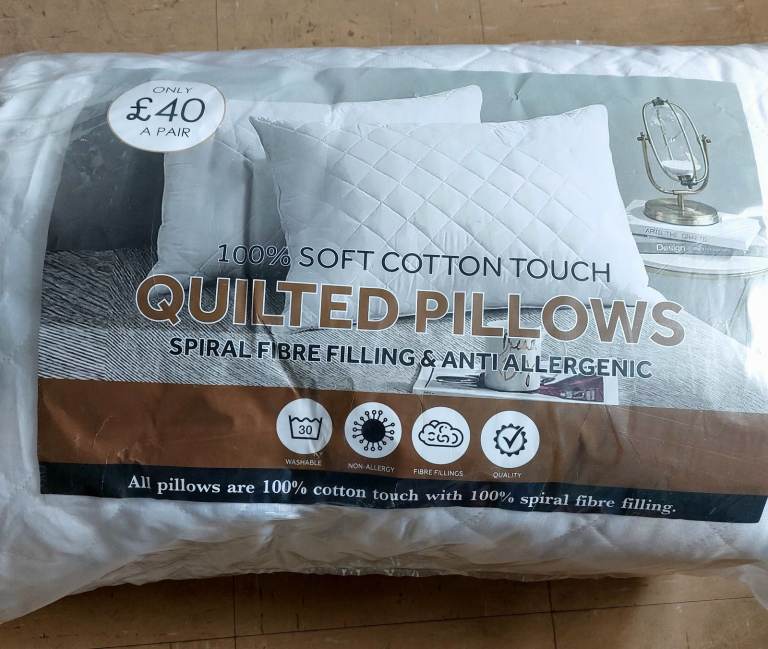 ONLY
£40
A PAIR
Design
100% SOFT COTTON TOUCH
QUILTED PILLOWS
SPIRAL FIBRE FILLING & ANTI ALLERGENIC
30
WASHABLE
NON-ALLERGY
FIBRE FILLINGS
QUALITY
All pillows are 100% cotton touch with 100% spiral fibre filling.